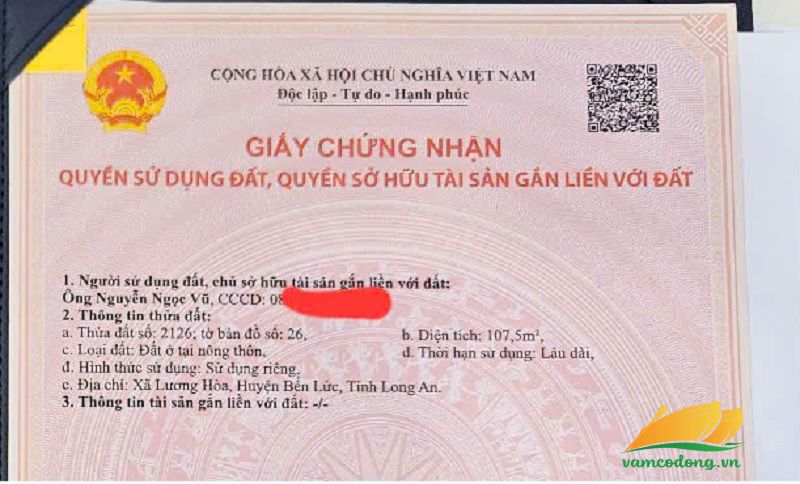 CỘNG HÒA XÃ HỘI CHỦ NGHĨA VIỆT NAM
Độc lập - Tự do - Hạnh phúc
GIẤY CHỨNG NHẬN
QUYỀN SỬ DỤNG ĐẤT, QUYỀN SỞ HỮU TÀI SẢN GẮN LIỀN VỚI ĐẤT
1. Người sử dụng đất, chủ sở hữu tài sản gắn liền với đất:
Ông Nguyễn Ngọc Vũ, CCCD: 08
2. Thông tin thửa đất:
a. Thửa đất số: 2126; tờ bản đồ số: 26, b. Diện tích: 107,5m²,
c. Loại đất: Đất ở tại nông thôn, d. Thời hạn sử dụng: Lâu dài,
đ. Hình thức sử dụng: Sử dụng riêng,
e. Địa chỉ: Xã Lương Hòa, Huyện Bến Lức, Tỉnh Long An.
3. Thông tin tài sản gắn liền với đất: -/-
vamcodong.vn